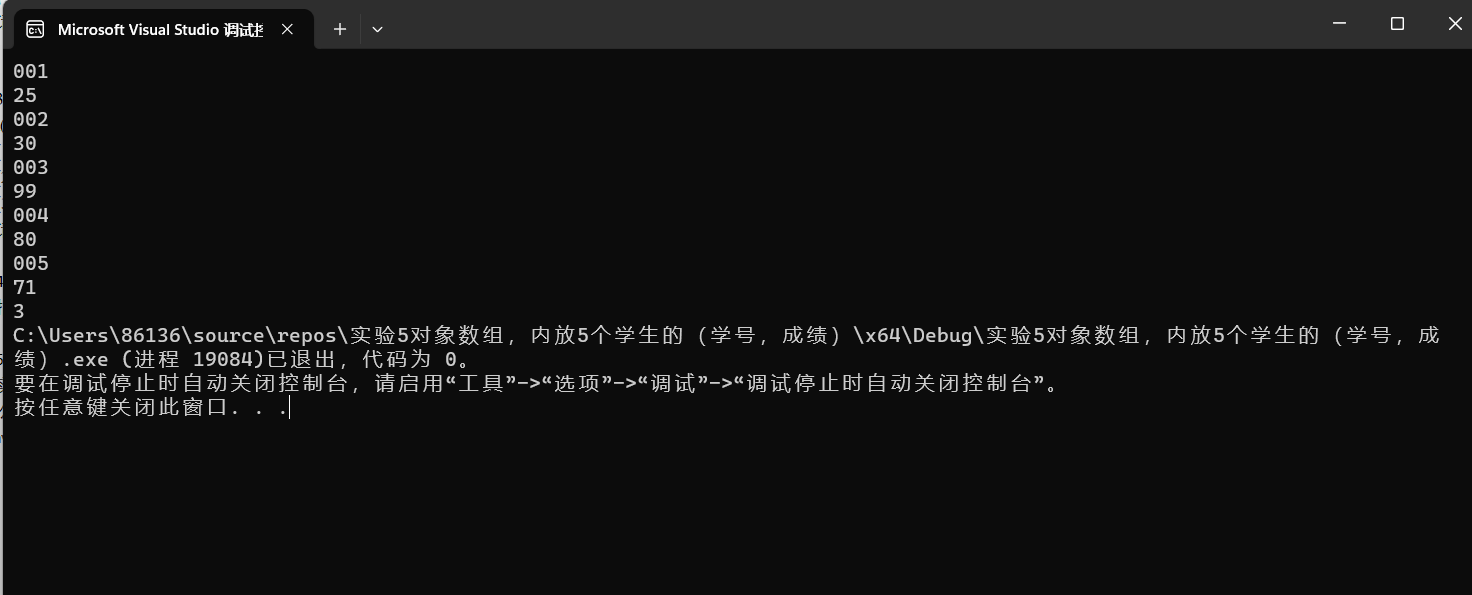 Microsoft Visual Studio 调试控
001
25
002
30
003
99
004
80
005
71
3
C:\Users\86136\source\repos\实验5对象数组，内放5个学生的（学号，成绩）\x64\Debug\实验5对象数组，内放5个学生的（学号，成
绩）.exe (进程 19084)已退出，代码为 0。
要在调试停止时自动关闭控制台，请启用“工具”->“选项”->“调试”->“调试停止时自动关闭控制台”。
按任意键关闭此窗口. . .